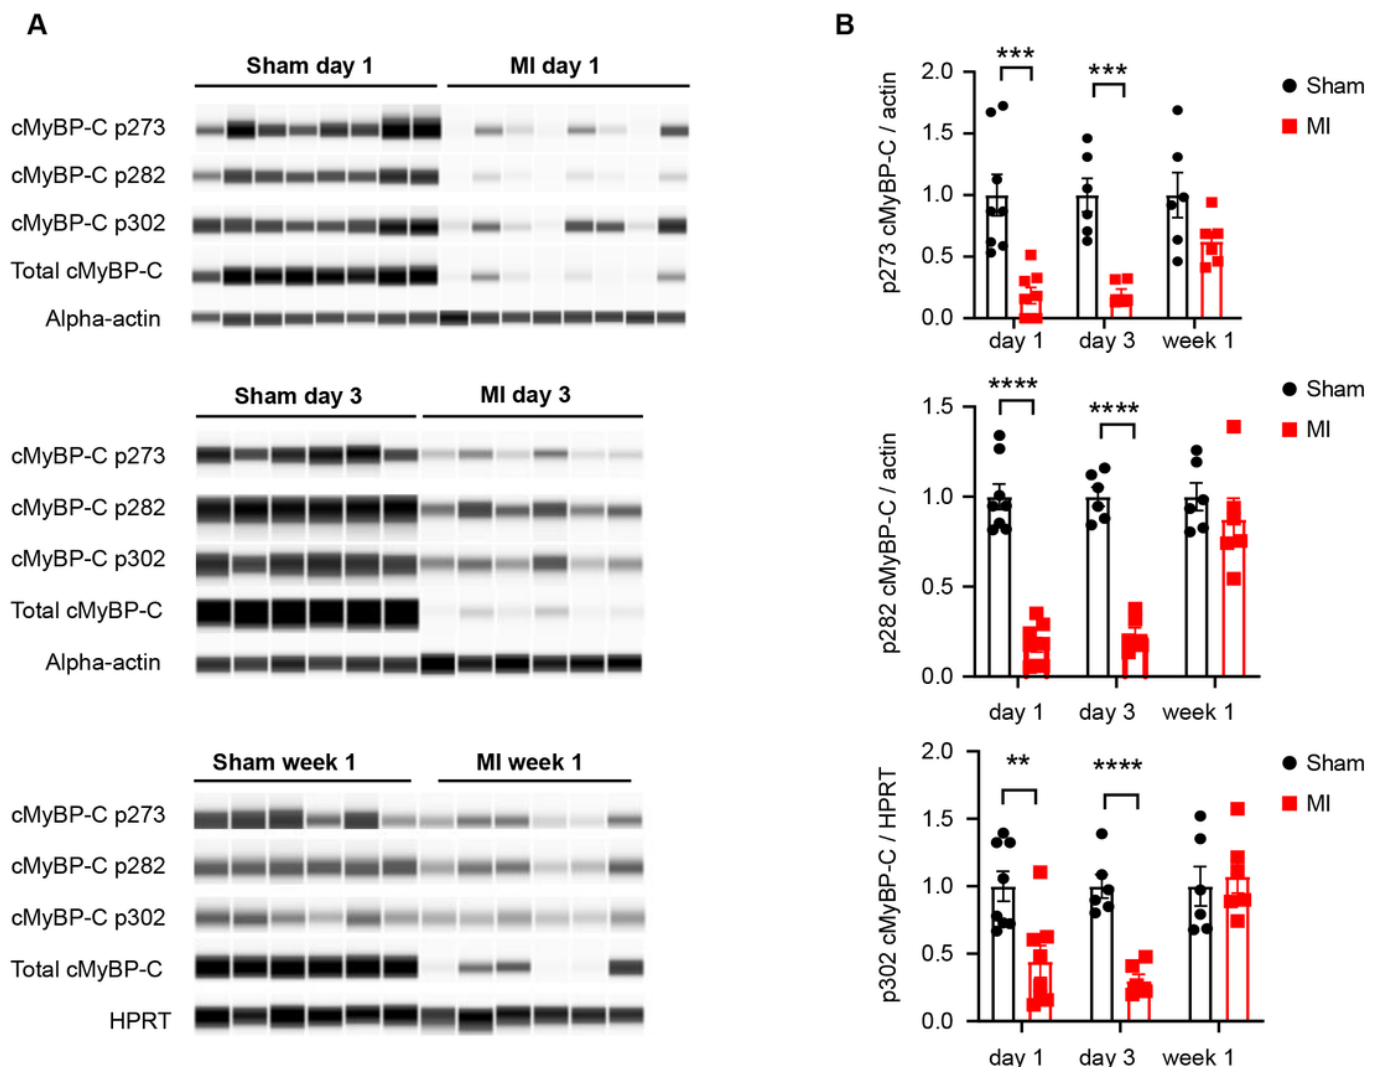 A
Sham day 1 MI day 1
cMyBP-C p273
cMyBP-C p282
cMyBP-C p302
Total cMyBP-C
Alpha-actin
Sham day 3 MI day 3
cMyBP-C p273
cMyBP-C p282
cMyBP-C p302
Total cMyBP-C
Alpha-actin
Sham week 1 MI week 1
cMyBP-C p273
cMyBP-C p282
cMyBP-C p302
Total cMyBP-C
HPRT
B
p273 cMyBP-C / actin
2.0
1.5
1.0
0.5
0.0
*** ***
day 1 day 3 week 1
Sham
MI
p282 cMyBP-C / actin
1.5
1.0
0.5
0.0
**** ****
day 1 day 3 week 1
Sham
MI
p302 cMyBP-C / HPRT
2.0
1.5
1.0
0.5
0.0
** ****
day 1 day 3 week 1
Sham
MI